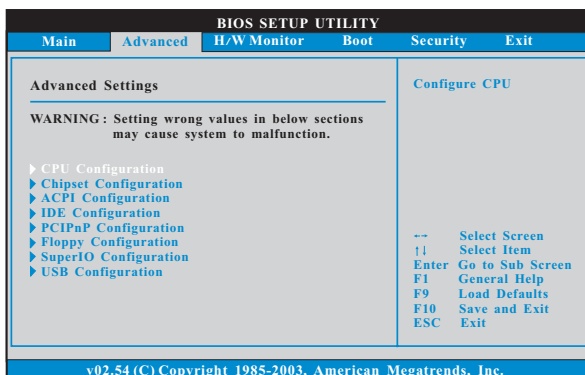 BIOS SETUP UTILITY
Main Advanced H/W Monitor Boot Security Exit
Advanced Settings
WARNING : Setting wrong values in below sections
may cause system to malfunction.
CPU Configuration
Chipset Configuration
ACPI Configuration
IDE Configuration
PCIPnP Configuration
Floppy Configuration
SuperIO Configuration
USB Configuration
Configure CPU
←→ Select Screen
↑↓ Select Item
Enter Go to Sub Screen
F1 General Help
F9 Load Defaults
F10 Save and Exit
ESC Exit
v02.54 (C) Copyright 1985-2003, American Megatrends, Inc.